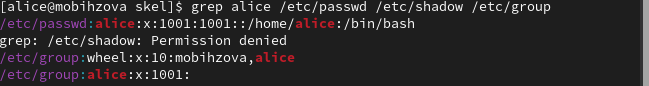 [alice@mobihzova skel]$ grep alice /etc/passwd /etc/shadow /etc/group
/etc/passwd:alice:x:1001:1001::/home/alice:/bin/bash
grep: /etc/shadow: Permission denied
/etc/group:wheel:x:10:mobihzova,alice
/etc/group:alice:x:1001: